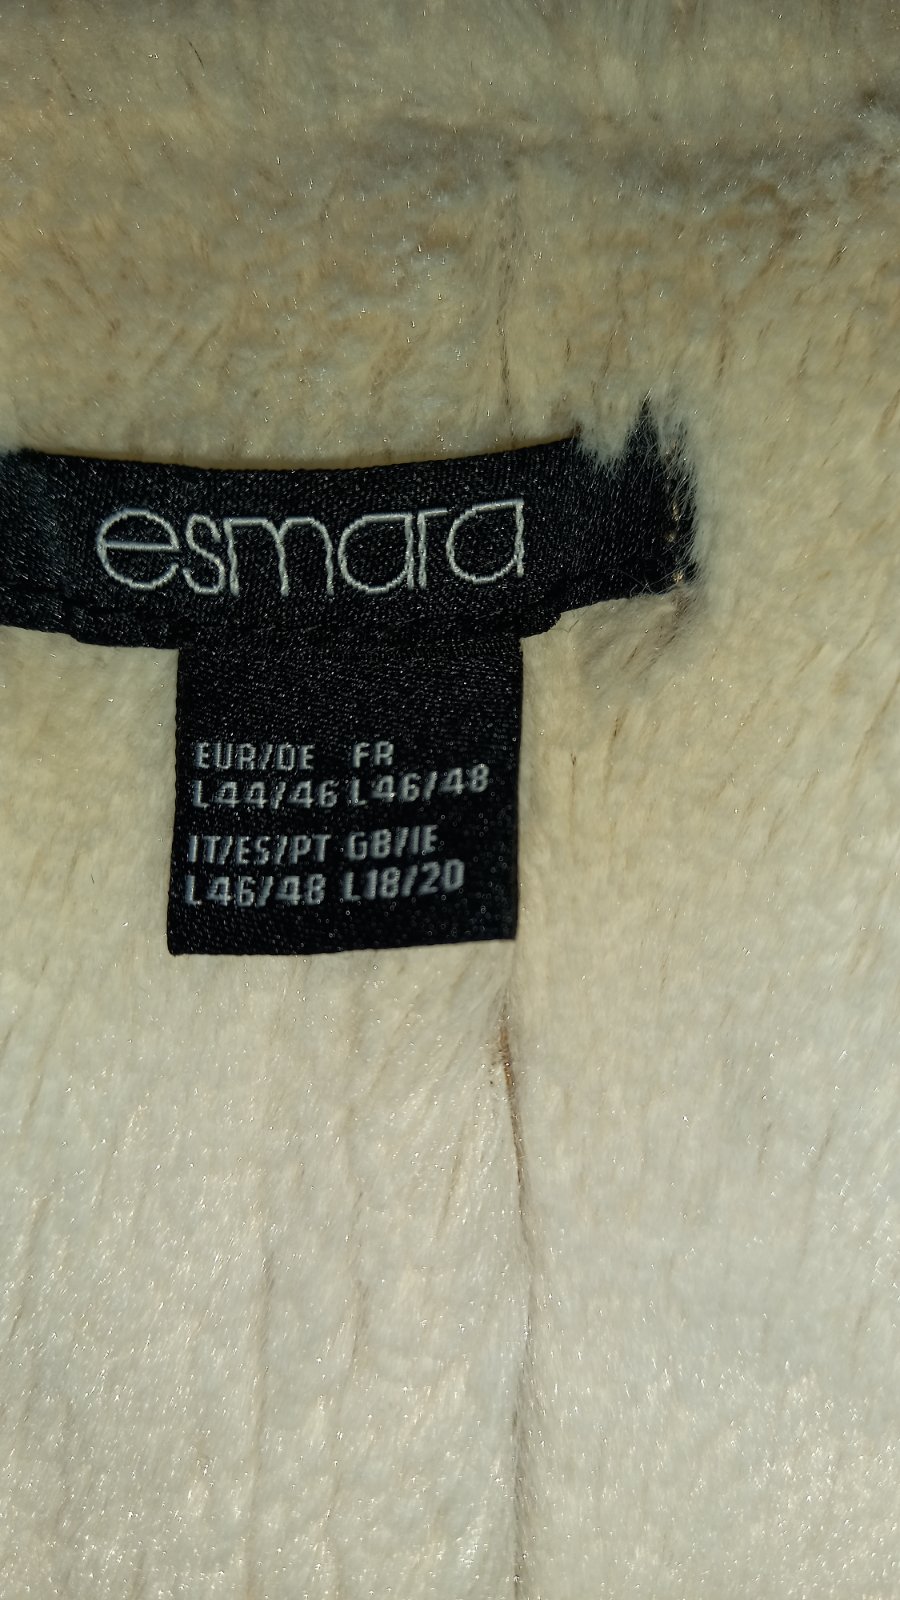 esmara
EUR/DE FR
L44/46 L46/48
IT/ES/PT GB/IE
L46/48 L18/20